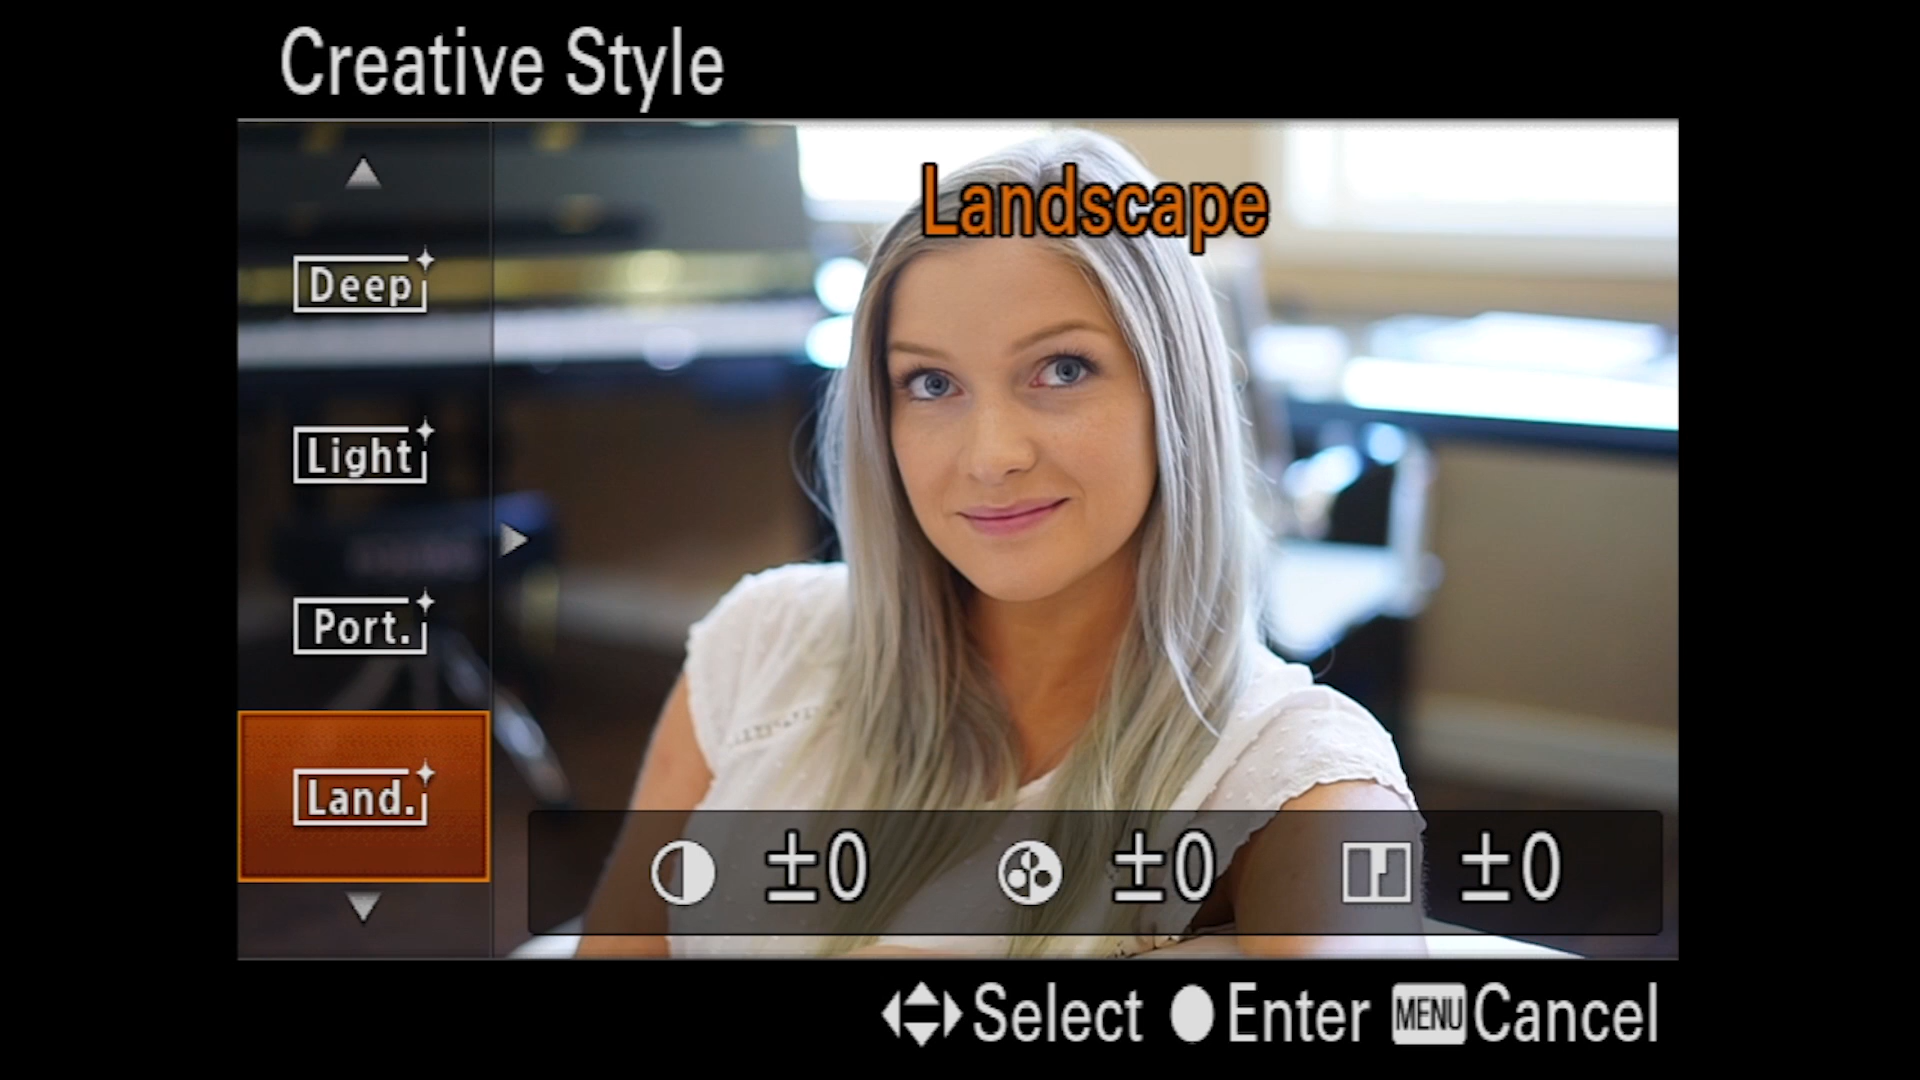 Creative Style
Landscape
Deep
Light
Port.
Land.
±0 ±0 ±0
Select Enter MENU Cancel